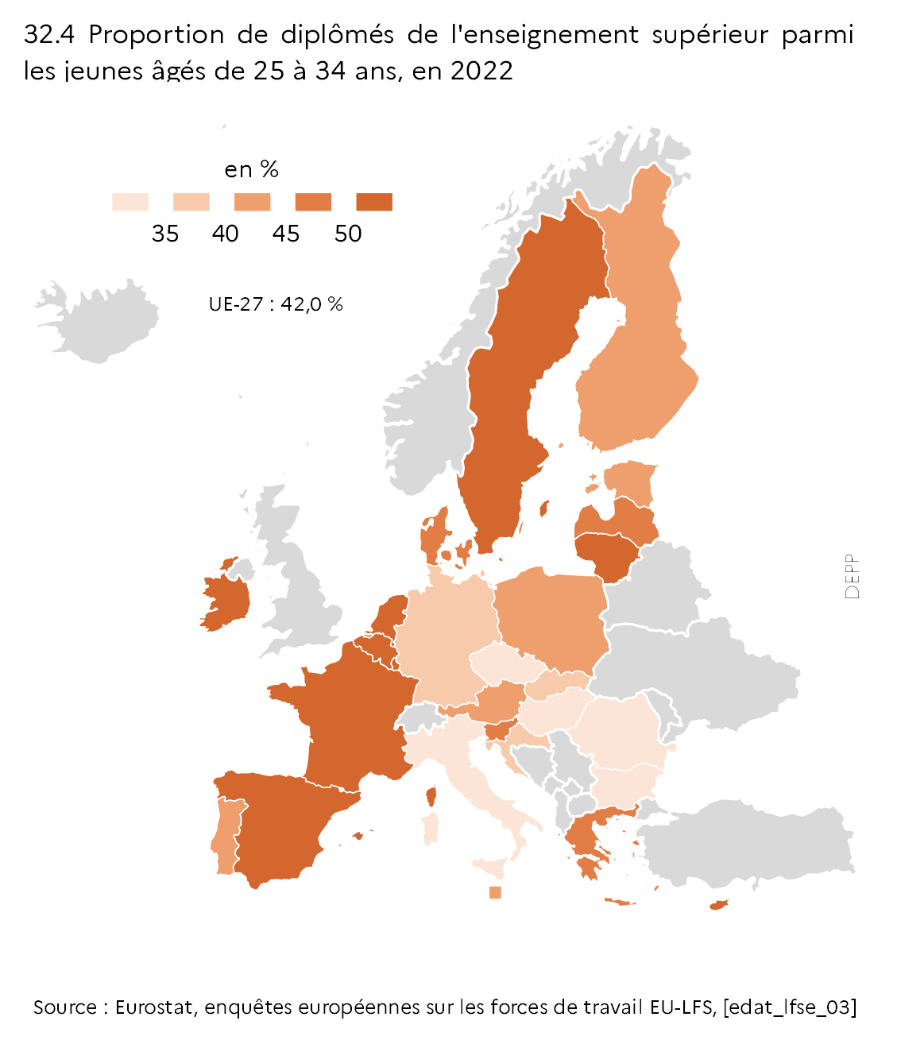 32.4 Proportion de diplômés de l'enseignement supérieur parmi
les jeunes âgés de 25 à 34 ans, en 2022
en %
35 40 45 50
UE-27 : 42,0 %
DEPP
Source : Eurostat, enquêtes européennes sur les forces de travail EU-LFS, [edat_lfse_03]